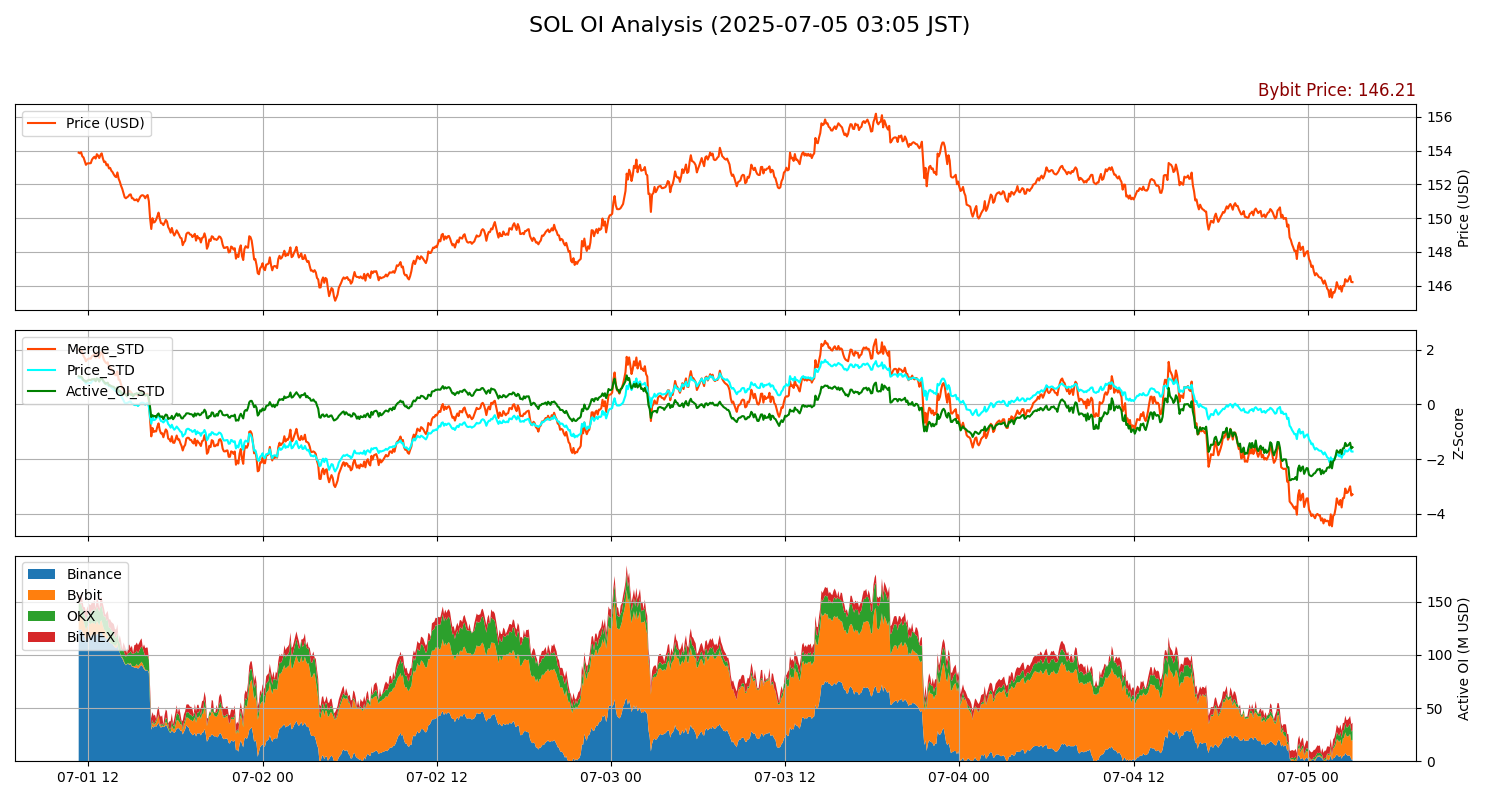 SOL OI Analysis (2025-07-05 03:05 JST)
Bybit Price: 146.21
Price (USD)
156
154
152
150
148
146
Price (USD)
Merge_STD
Price_STD
Active_OI_STD
2
0
−2
−4
Z-Score
Binance
Bybit
OKX
BitMEX
150
100
50
0
Active OI (M USD)
07-01 12
07-02 00
07-02 12
07-03 00
07-03 12
07-04 00
07-04 12
07-05 00